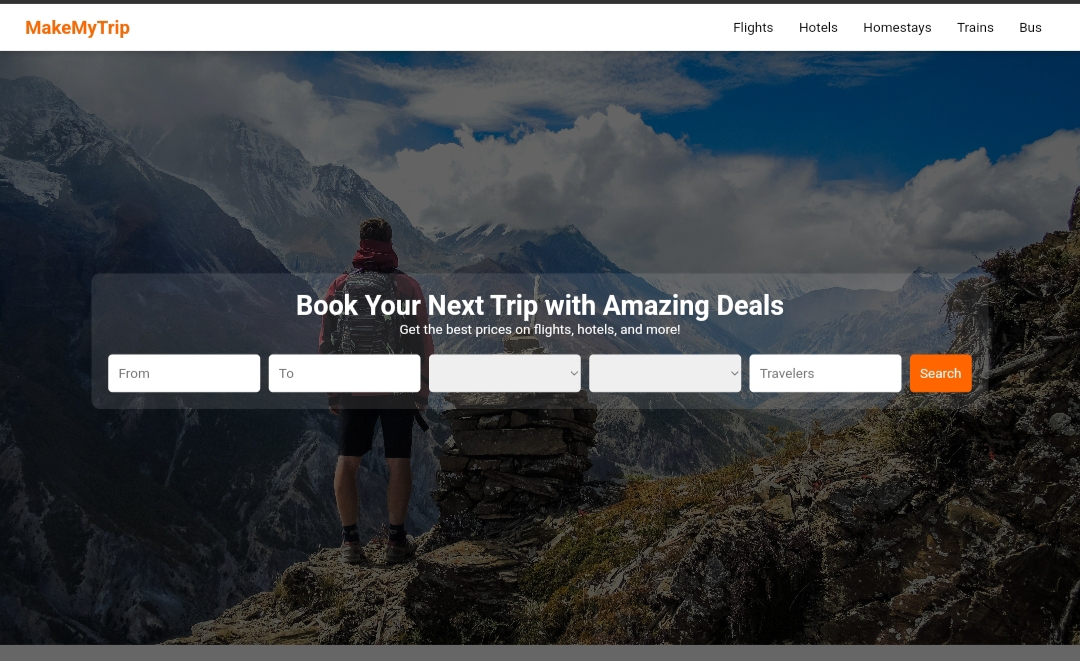 MakeMyTrip
Flights Hotels Homestays Trains Bus
Book Your Next Trip with Amazing Deals
Get the best prices on flights, hotels, and more!
From To Travelers Search